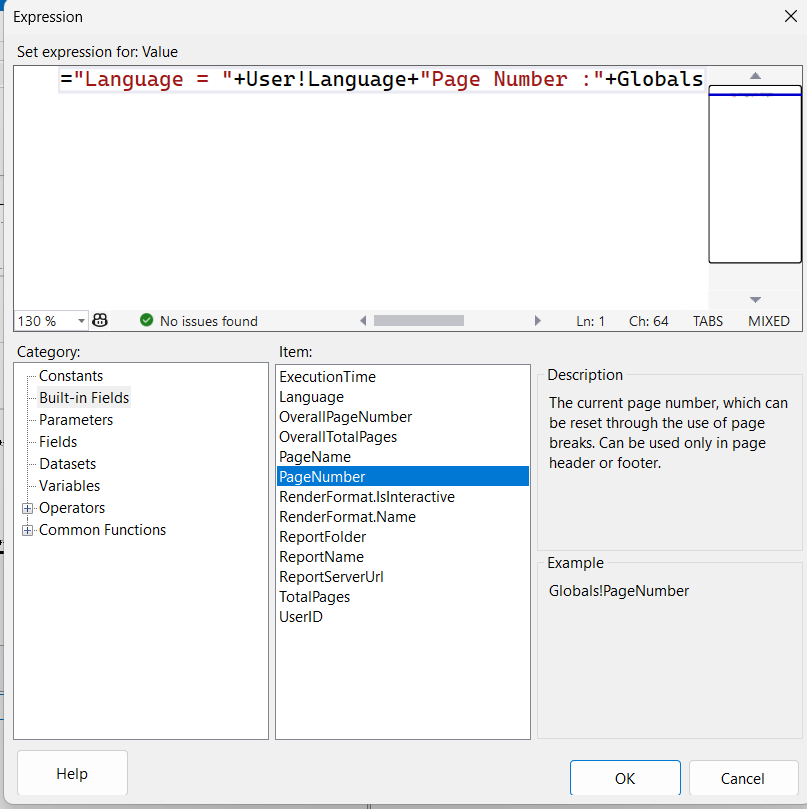 Expression
Set expression for: Value
="Language = "+User!Language+"Page Number :"+Globals
130 %
No issues found
Ln: 1
Ch: 64
TABS
MIXED
Category:
Constants
Built-in Fields
Parameters
Fields
Datasets
Variables
Operators
Common Functions
Item:
ExecutionTime
Language
OverallPageNumber
OverallTotalPages
PageName
PageNumber
RenderFormat.IsInteractive
RenderFormat.Name
ReportFolder
ReportName
ReportServerUrl
TotalPages
UserID
Description
The current page number, which can
be reset through the use of page
breaks. Can be used only in page
header or footer.
Example
Globals!PageNumber
Help
OK
Cancel